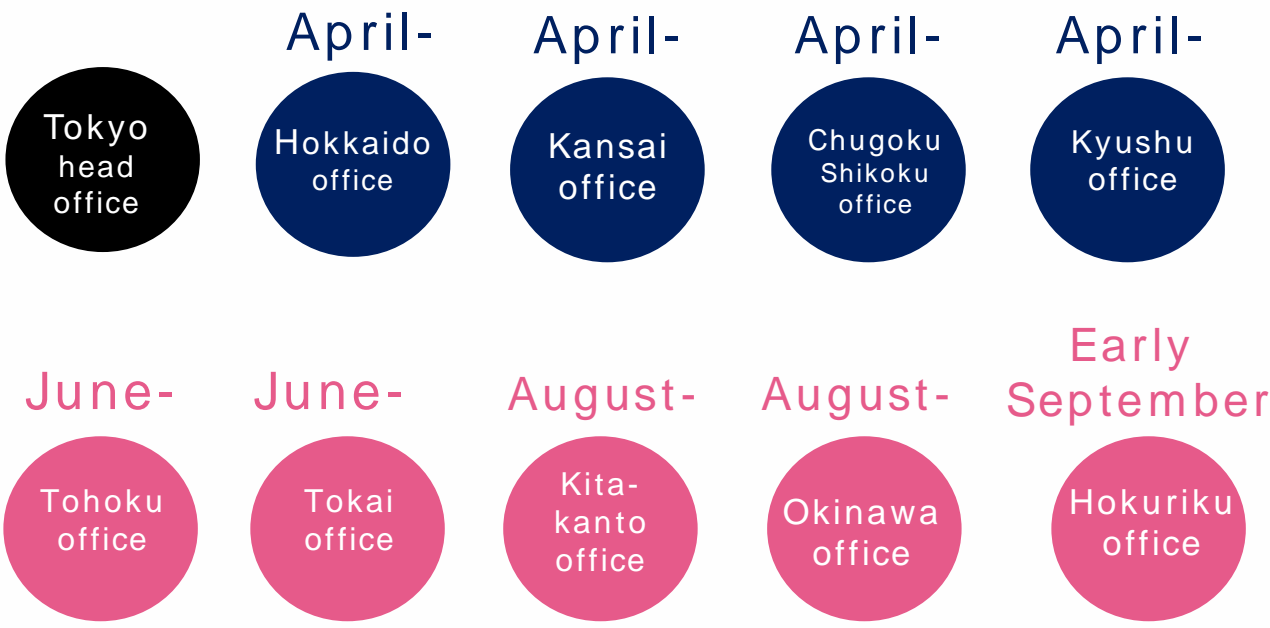 April-
April-
April-
April-
Tokyo
head
office
Hokkaido
office
Kansai
office
Chugoku
Shikoku
office
Kyushu
office
June-
June-
August-
August-
Early
September
Tohoku
office
Tokai
office
Kita-
kanto
office
Okinawa
office
Hokuriku
office